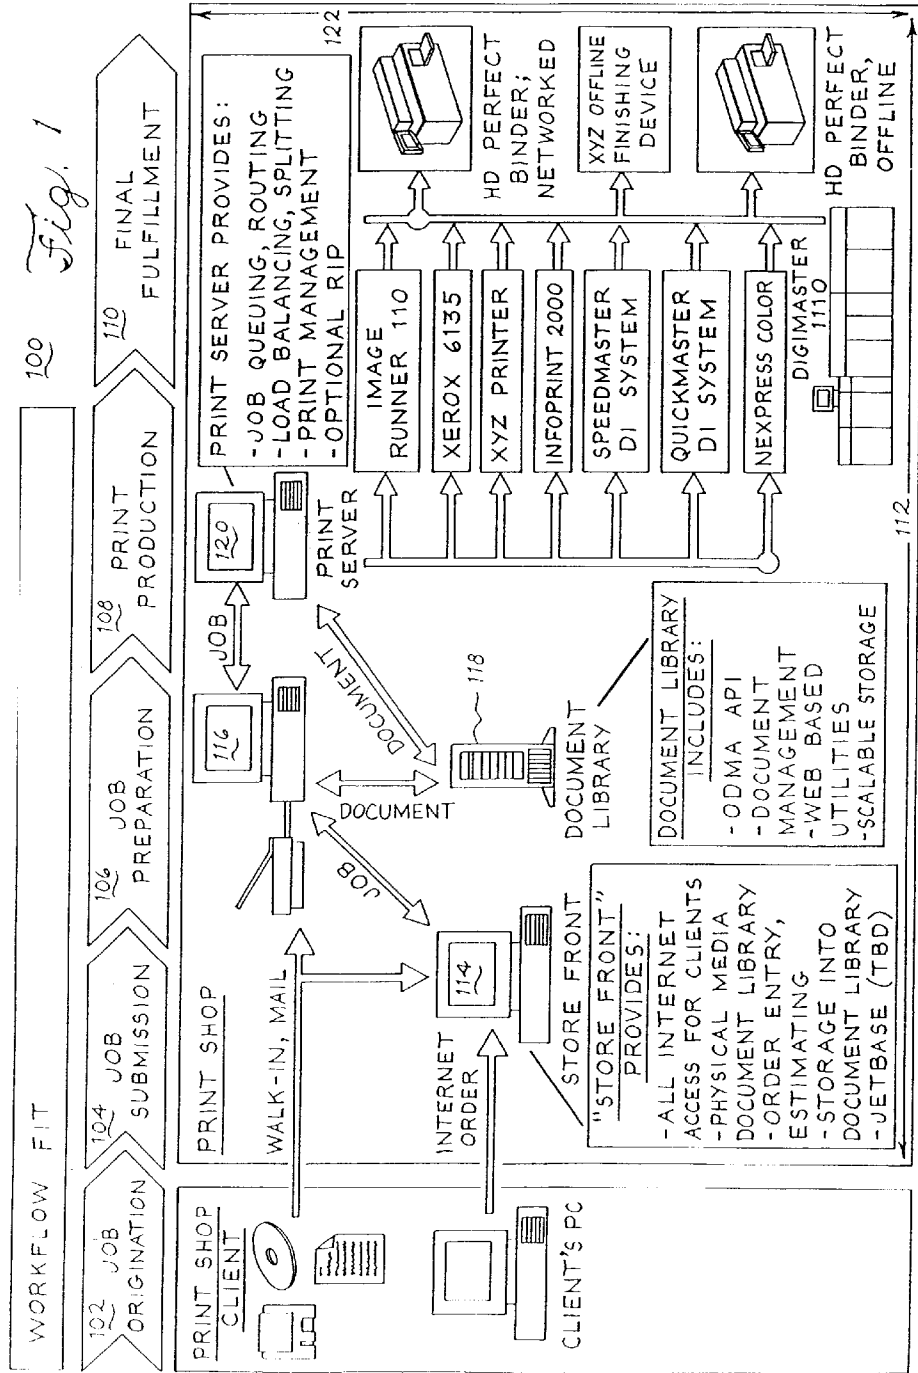 Fig. 1
100
WORKFLOW FIT
102 JOB
ORIGINATION
104 JOB
SUBMISSION
106 JOB
PREPARATION
108 PRINT
PRODUCTION
110 FINAL
FULFILLMENT
PRINT SHOP
CLIENT
CLIENT'S PC
PRINT SHOP
WALK-IN, MAIL
INTERNET
ORDER
114
STORE FRONT
"STORE FRONT"
PROVIDES:
- ALL INTERNET
ACCESS FOR CLIENTS
- PHYSICAL MEDIA
DOCUMENT LIBRARY
- ORDER ENTRY,
ESTIMATING
- STORAGE INTO
DOCUMENT LIBRARY
- JETBASE (TBD)
116
JOB
JOB
DOCUMENT
DOCUMENT
118
DOCUMENT
LIBRARY
DOCUMENT LIBRARY
INCLUDES:
- ODMA API
- DOCUMENT
MANAGEMENT
- WEB BASED
UTILITIES
- SCALABLE STORAGE
120
PRINT
SERVER
PRINT SERVER PROVIDES:
- JOB QUEUING, ROUTING
- LOAD BALANCING, SPLITTING
- PRINT MANAGEMENT
- OPTIONAL RIP
122
IMAGE
RUNNER 110
XEROX 6135
XYZ PRINTER
INFOPRINT 2000
SPEEDMASTER
DI SYSTEM
QUICKMASTER
DI SYSTEM
NEXPRESS COLOR
DIGIMASTER
1110
HD PERFECT
BINDER;
NETWORKED
XYZ OFFLINE
FINISHING
DEVICE
HD PERFECT
BINDER,
OFFLINE
112